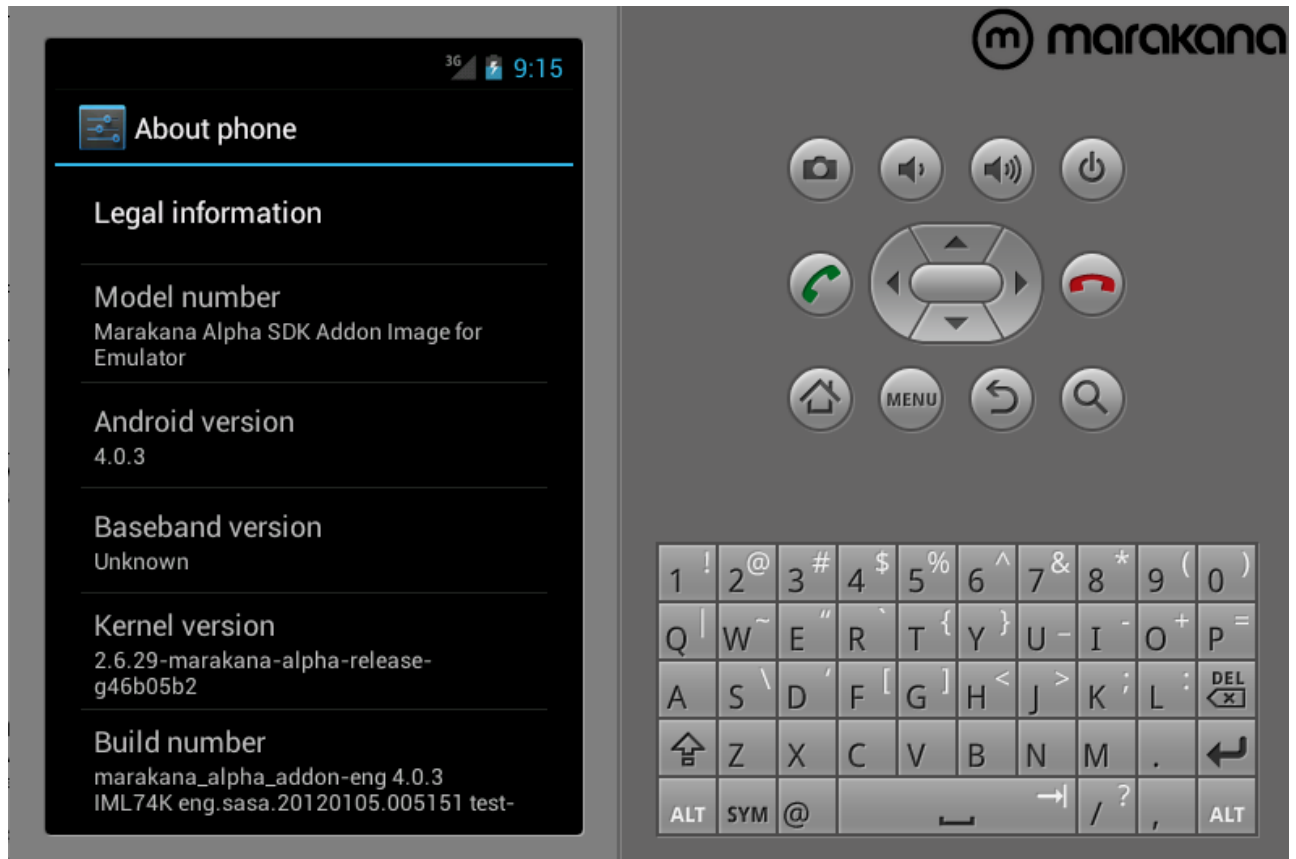 3G 9:15
About phone
Legal information
Model number
Marakana Alpha SDK Addon Image for
Emulator
Android version
4.0.3
Baseband version
Unknown
Kernel version
2.6.29-marakana-alpha-release-
g46b05b2
Build number
marakana_alpha_addon-eng 4.0.3
IML74K eng.sasa.20120105.005151 test-
m marakana
MENU
1 ! 2 @ 3 # 4 $ 5 % 6 ^ 7 & 8 * 9 ( 0 )
Q | W ~ E " R ` T { Y } U _ I - O + P =
A S \ D ' F [ G ] H < J > K ; L : DEL
Z X C V B N M .
ALT SYM @ / ? , ALT